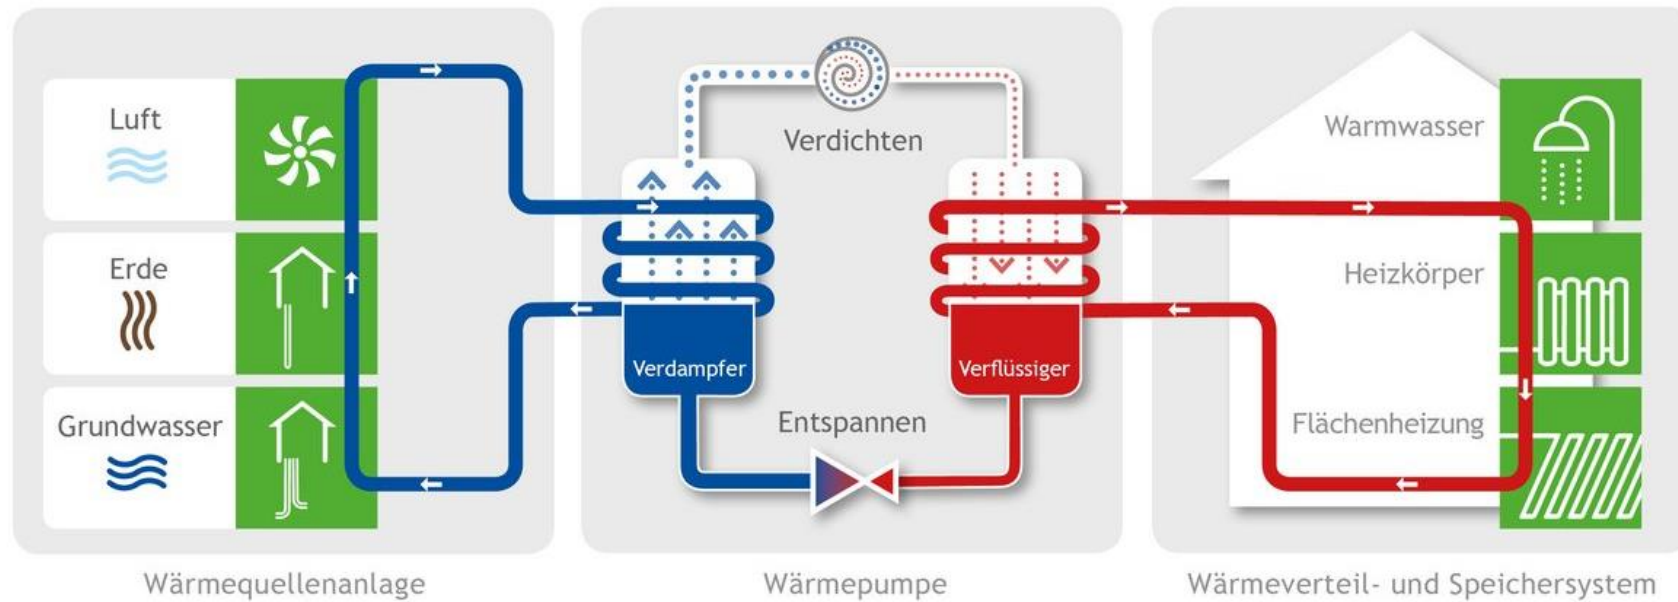 Luft
Erde
Grundwasser
Wärmequellenanlage
Verdichten
Verdampfer
Verflüssiger
Entspannen
Wärmepumpe
Warmwasser
Heizkörper
Flächenheizung
Wärmeverteil- und Speichersystem